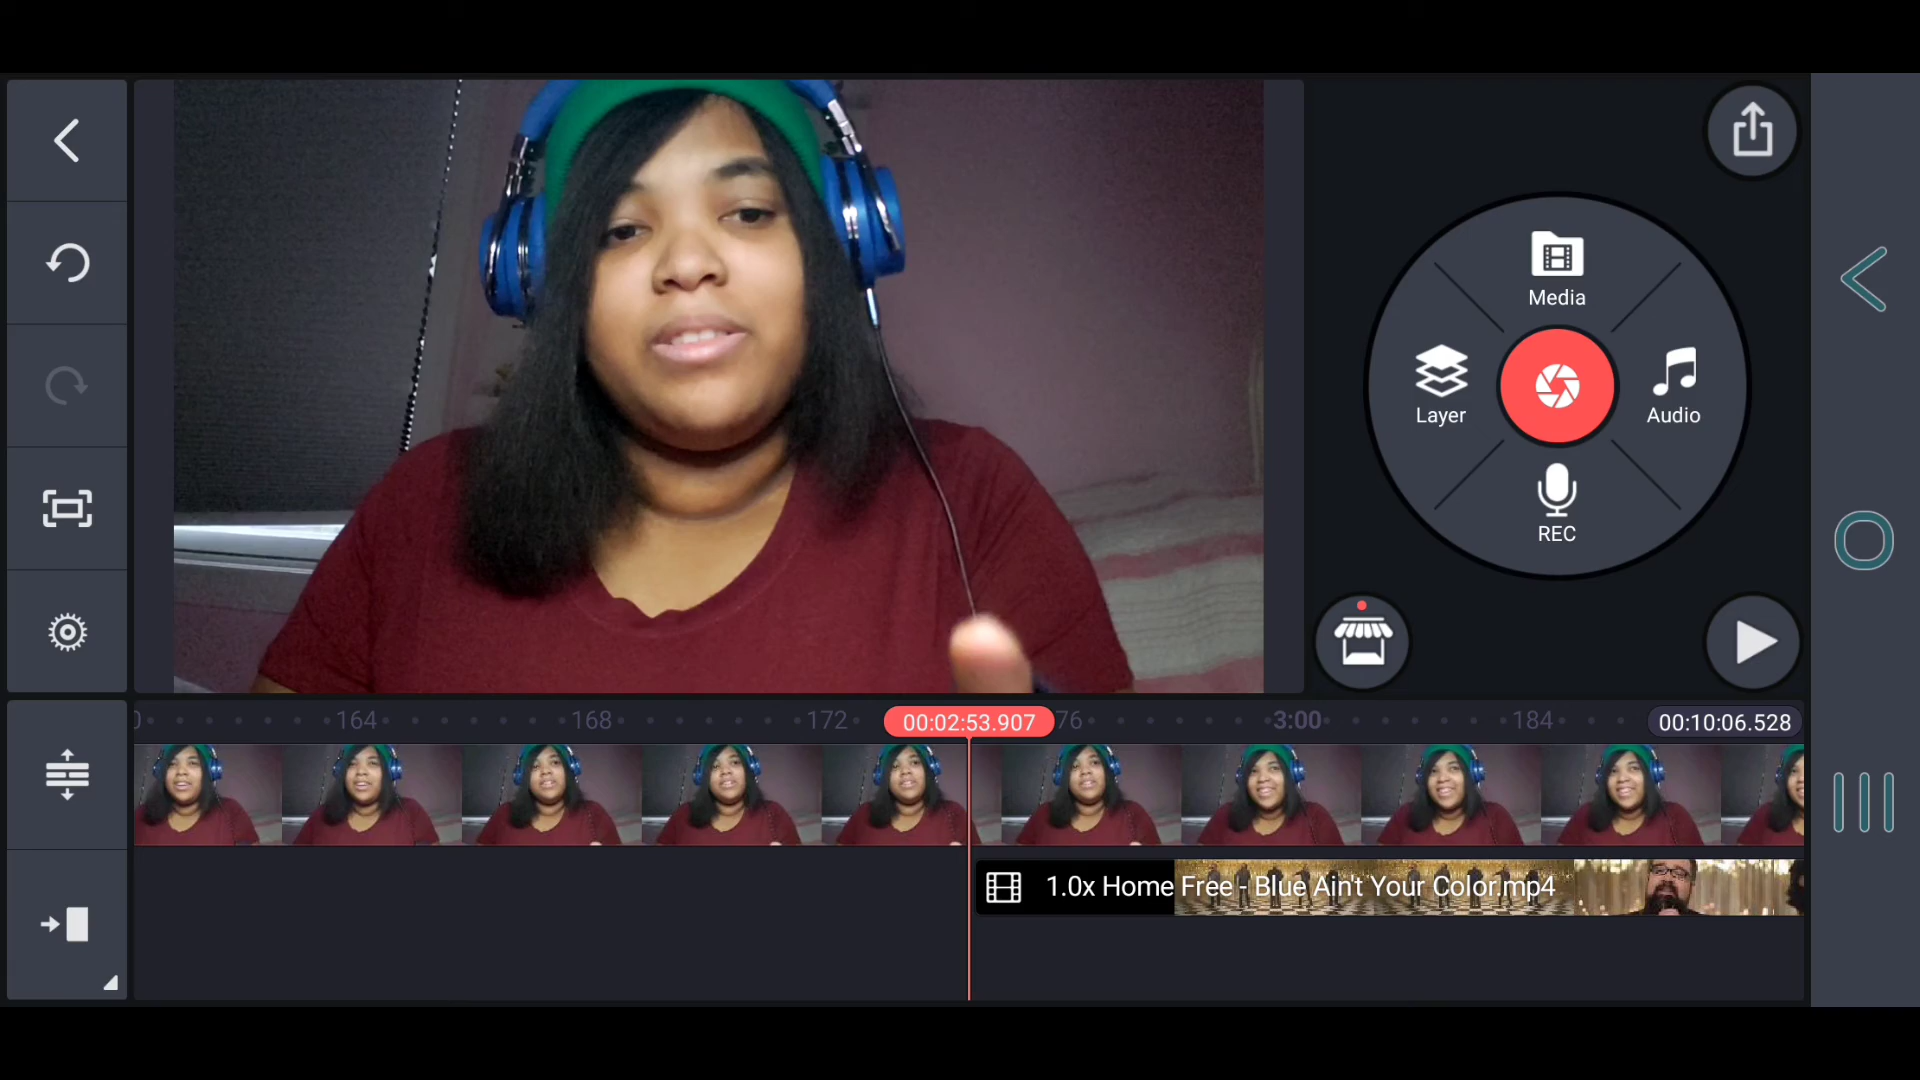 Media
Layer
Audio
REC
164
168
172
00:02:53.907
76
3:00
184
00:10:06.528
1.0x Home Free - Blue Ain't Your Color.mp4